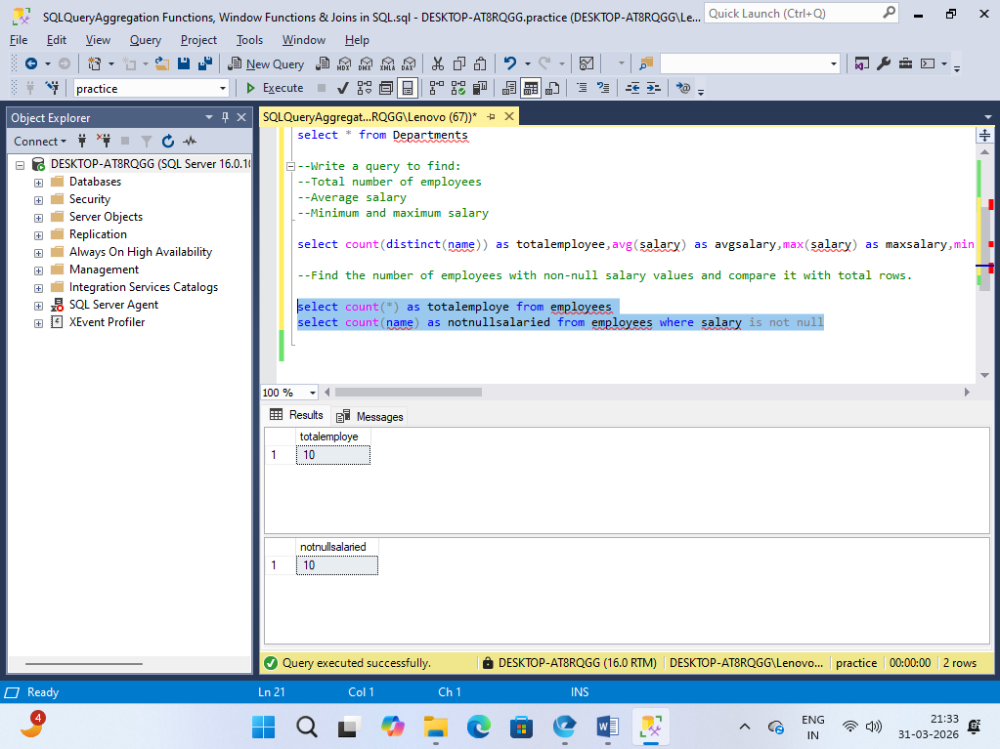 SQLQueryAggregation Functions, Window Functions & Joins in SQL.sql - DESKTOP-AT8RQGG.practice (DESKTOP-AT8RQGG\Le...
Quick Launch (Ctrl+Q)
File Edit View Query Project Tools Window Help
New Query MDX DMX XMLA DAX
practice Execute
Object Explorer
SQLQueryAggregat...RQGG\Lenovo (67))*
Connect
DESKTOP-AT8RQGG (SQL Server 16.0.10
Databases
Security
Server Objects
Replication
Always On High Availability
Management
Integration Services Catalogs
SQL Server Agent
XEvent Profiler
select * from Departments
--Write a query to find:
--Total number of employees
--Average salary
--Minimum and maximum salary
select count(distinct(name)) as totalemployee,avg(salary) as avgsalary,max(salary) as maxsalary,min
--Find the number of employees with non-null salary values and compare it with total rows.
select count(*) as totalemploye from employees
select count(name) as notnullsalaried from employees where salary is not null
100 %
Results Messages
totalemploye
1 10
notnullsalaried
1 10
Query executed successfully. DESKTOP-AT8RQGG (16.0 RTM) DESKTOP-AT8RQGG\Lenovo... practice 00:00:00 2 rows
Ready Ln 21 Col 1 Ch 1 INS
4
ENG
IN
21:33
31-03-2026